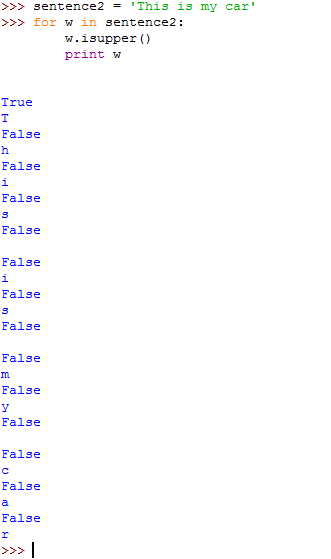 >>> sentence2 = 'This is my car'
>>> for w in sentence2:
        w.isupper()
        print w
True
T
False
h
False
i
False
s
False
False
i
False
s
False
False
m
False
y
False
False
c
False
a
False
r
>>>